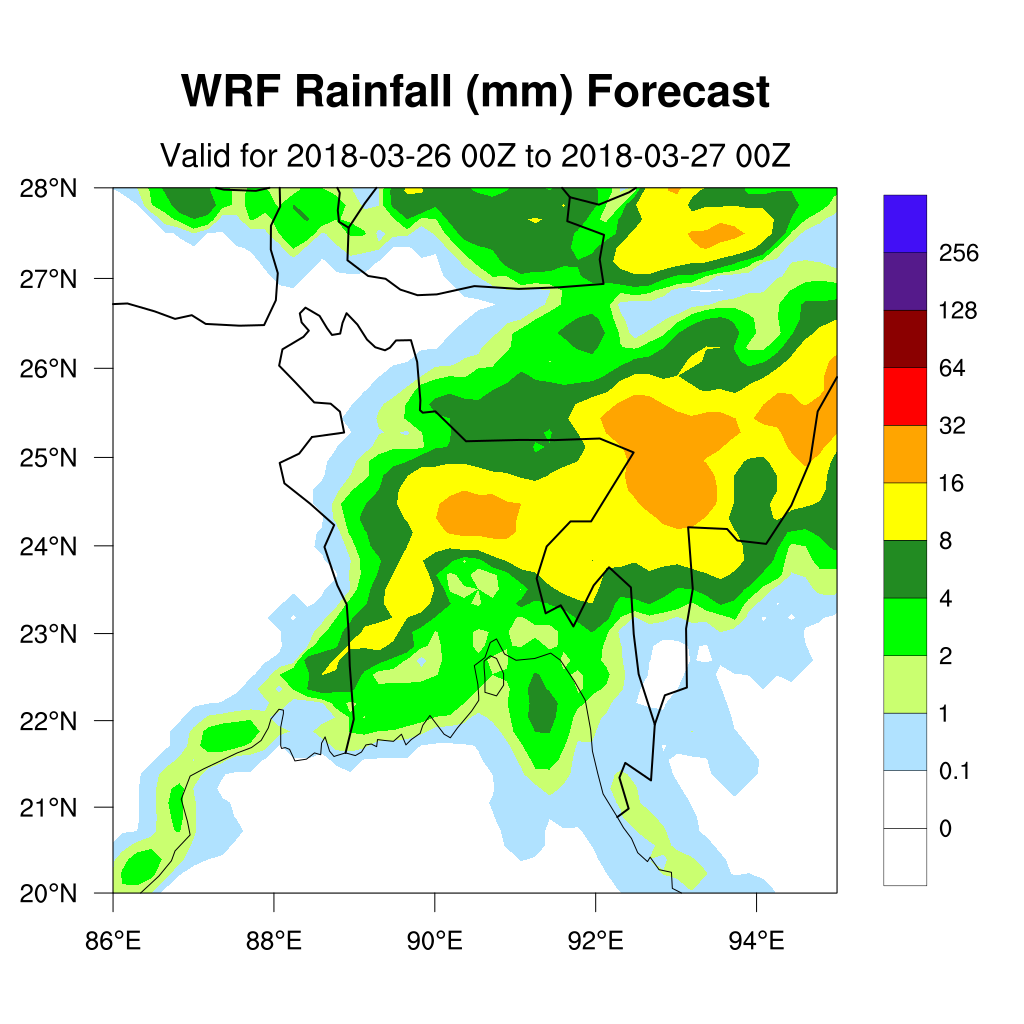 WRF Rainfall (mm) Forecast
Valid for 2018-03-26 00Z to 2018-03-27 00Z
28°N
27°N
26°N
25°N
24°N
23°N
22°N
21°N
20°N
86°E
88°E
90°E
92°E
94°E
256
128
64
32
16
8
4
2
1
0.1
0